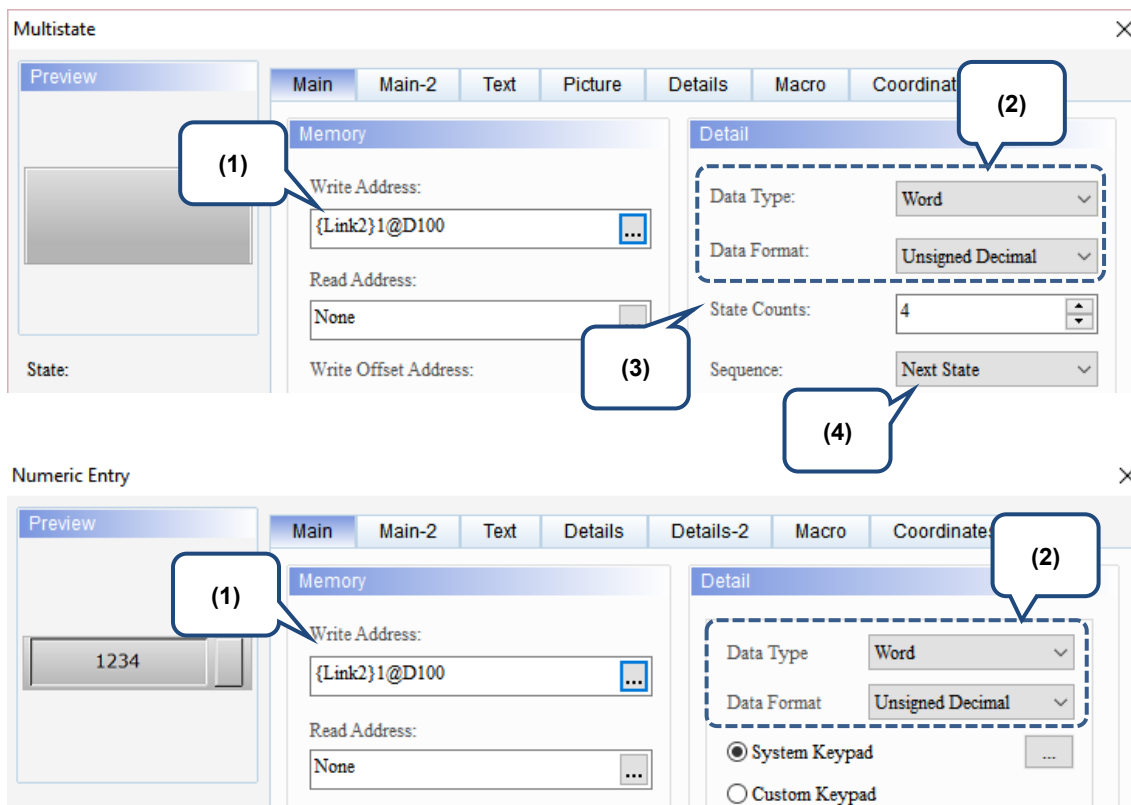 Multistate
Preview
Main Main-2 Text Picture Details Macro Coordinat
(2)
Memory
Detail
(1)
Write Address:
Data Type: Word
{Link2}1@D100 ...
Data Format: Unsigned Decimal
Read Address:
State Counts: 4
None ...
(3)
State:
Write Offset Address:
Sequence: Next State
(4)
Numeric Entry
Preview
Main Main-2 Text Details Details-2 Macro Coordinates
(2)
Memory
Detail
(1)
Write Address:
1234
Data Type Word
{Link2}1@D100 ...
Data Format Unsigned Decimal
Read Address:
System Keypad ...
None ...
Custom Keypad